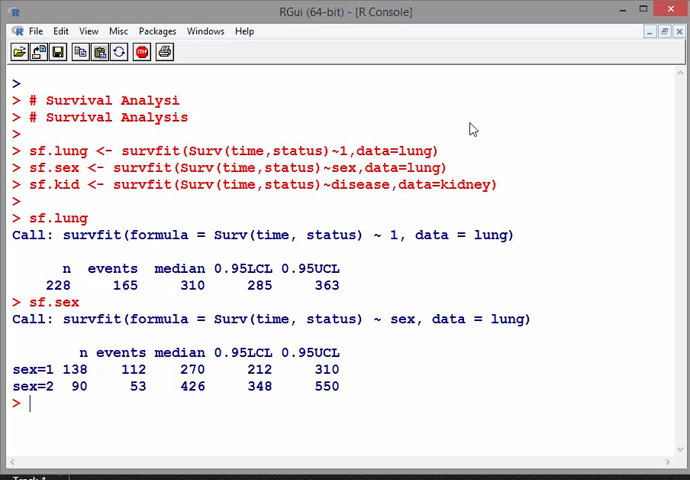 RGui (64-bit) - [R Console]
File Edit View Misc Packages Windows Help
STOP
>
> # Survival Analysi
> # Survival Analysis
>
> sf.lung <- survfit(Surv(time,status)~1,data=lung)
> sf.sex <- survfit(Surv(time,status)~sex,data=lung)
> sf.kid <- survfit(Surv(time,status)~disease,data=kidney)
>
> sf.lung
Call: survfit(formula = Surv(time, status) ~ 1, data = lung)
n events median 0.95LCL 0.95UCL
228 165 310 285 363
> sf.sex
Call: survfit(formula = Surv(time, status) ~ sex, data = lung)
n events median 0.95LCL 0.95UCL
sex=1 138 112 270 212 310
sex=2 90 53 426 348 550
>
Track 1